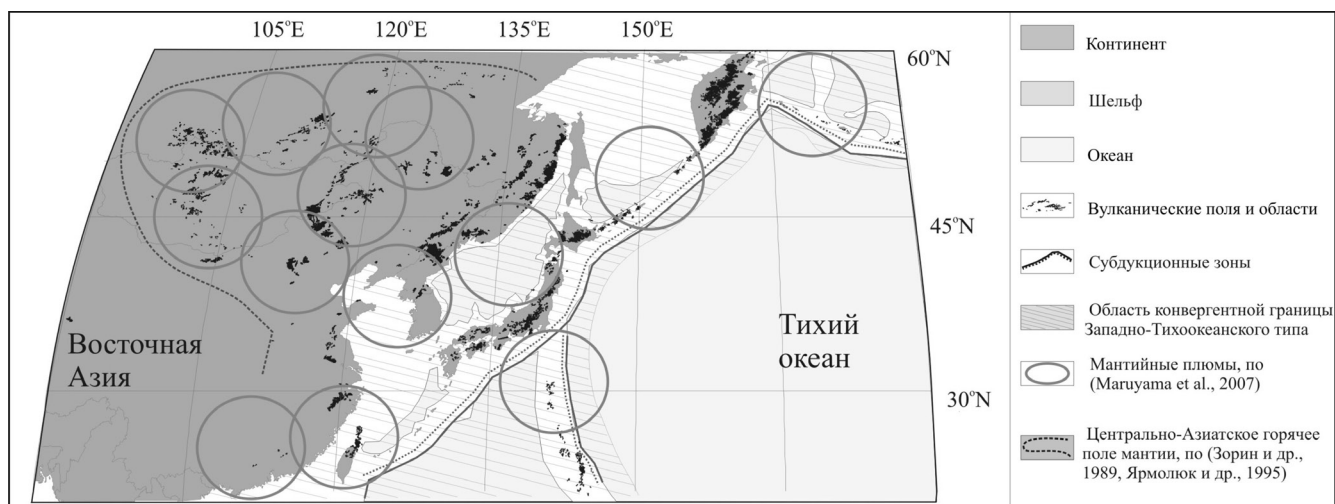 105°E 120°E 135°E 150°E
60°N
45°N
30°N
Восточная
Азия
Тихий
океан
Континент
Шельф
Океан
Вулканические поля и области
Субдукционные зоны
Область конвергентной границы
Западно-Тихоокеанского типа
Мантийные плюмы, по
(Maruyama et al., 2007)
Центрально-Азиатское горячее
поле мантии, по (Зорин и др.,
1989, Ярмолюк и др., 1995)